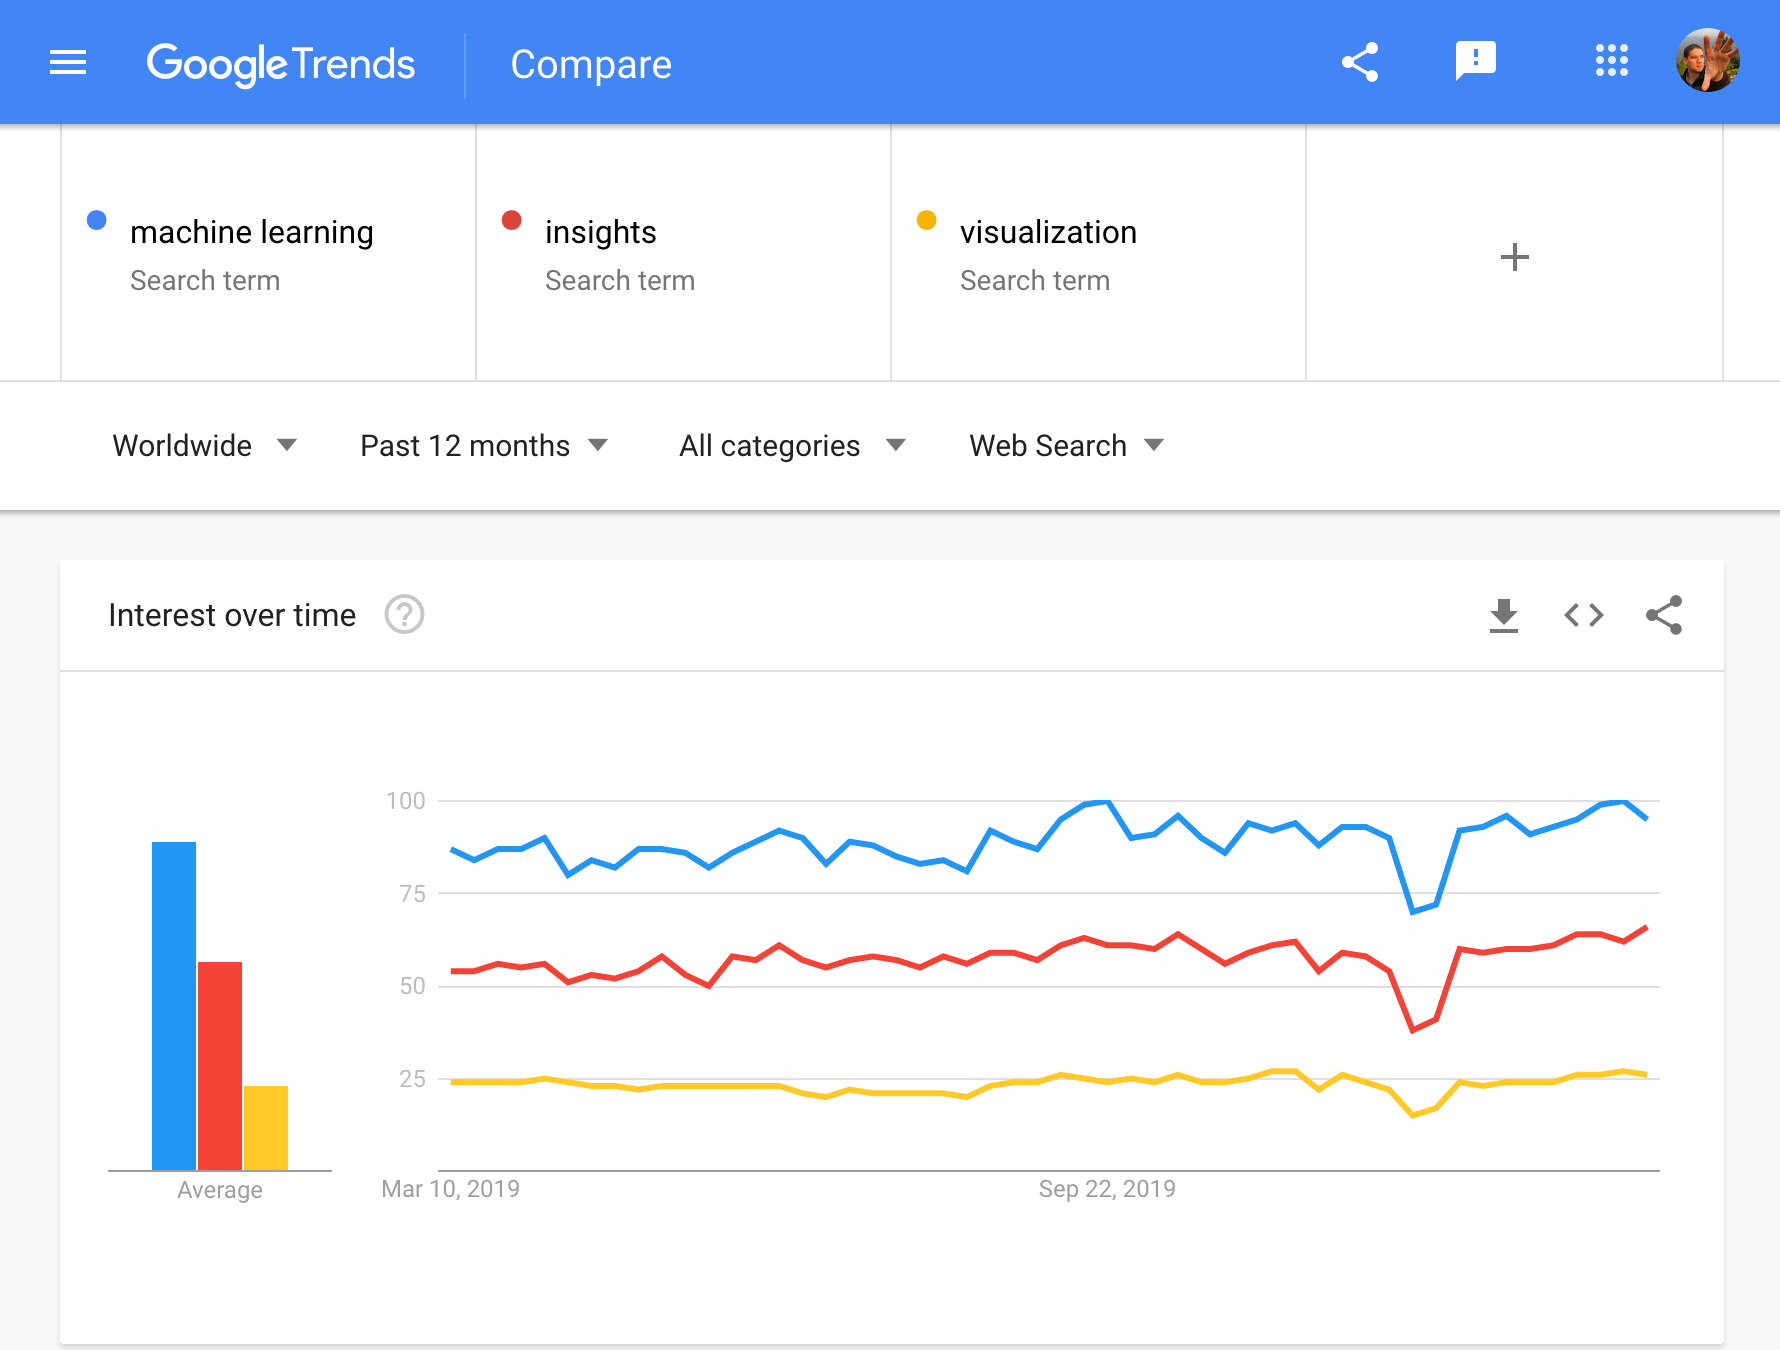 Google Trends Compare
machine learning
Search term
insights
Search term
visualization
Search term
+
Worldwide Past 12 months All categories Web Search
Interest over time ?
100
75
50
25
Average
Mar 10, 2019 Sep 22, 2019